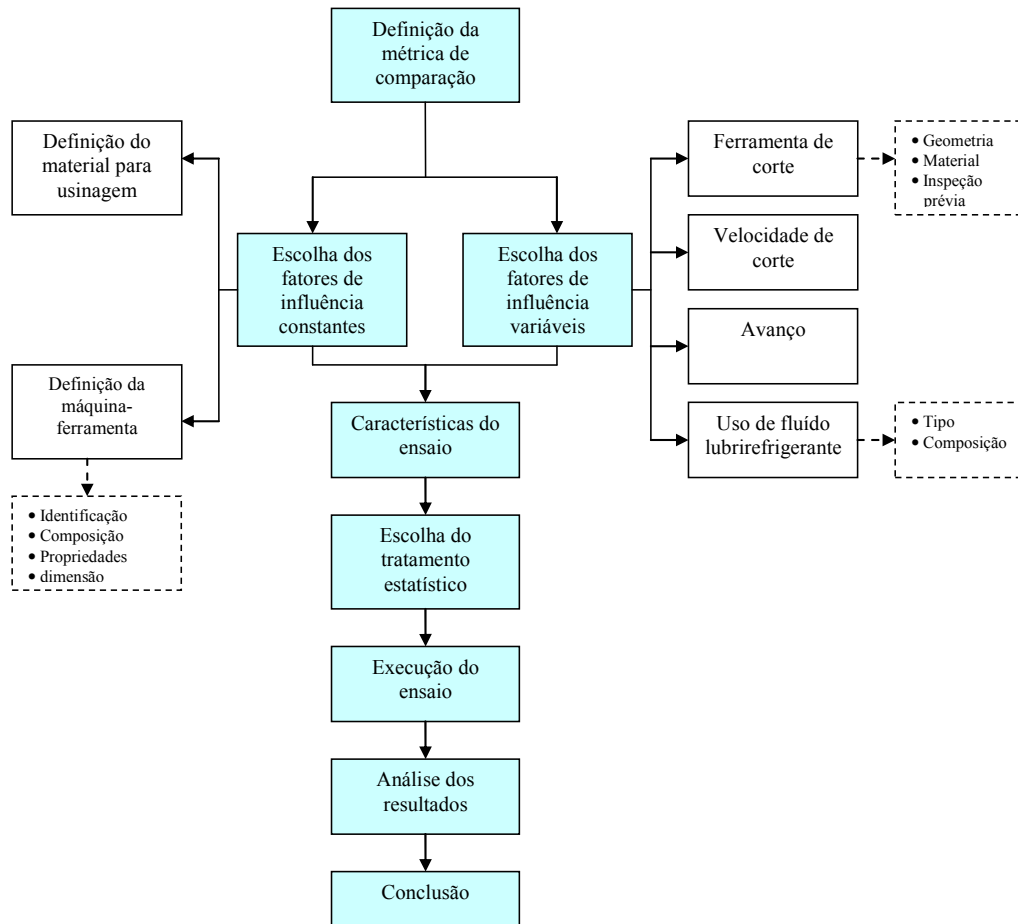 Definição da
métrica de
comparação
Definição do
material para
usinagem
Ferramenta de
corte
• Geometria
• Material
• Inspeção
prévia
Velocidade de
corte
Escolha dos
fatores de
influência
constantes
Escolha dos
fatores de
influência
variáveis
Avanço
Definição da
máquina-
ferramenta
Características do
ensaio
Uso de fluído
lubrirefrigerante
• Tipo
• Composição
• Identificação
• Composição
• Propriedades
• dimensão
Escolha do
tratamento
estatístico
Execução do
ensaio
Análise dos
resultados
Conclusão